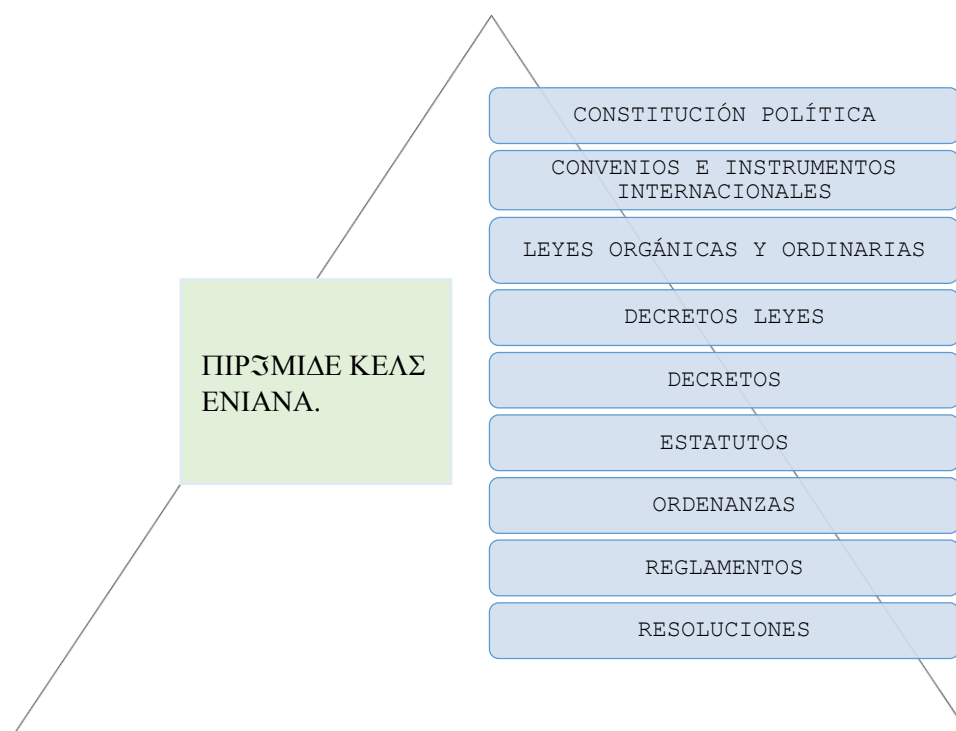 CONSTITUCIÓN POLÍTICA
CONVENIOS E INSTRUMENTOS
INTERNACIONALES
LEYES ORGÁNICAS Y ORDINARIAS
DECRETOS LEYES
ΠΙΡℑΜΙΔΕ ΚΕΛΣ
ΕΝΙΑΝΑ.
DECRETOS
ESTATUTOS
ORDENANZAS
REGLAMENTOS
RESOLUCIONES